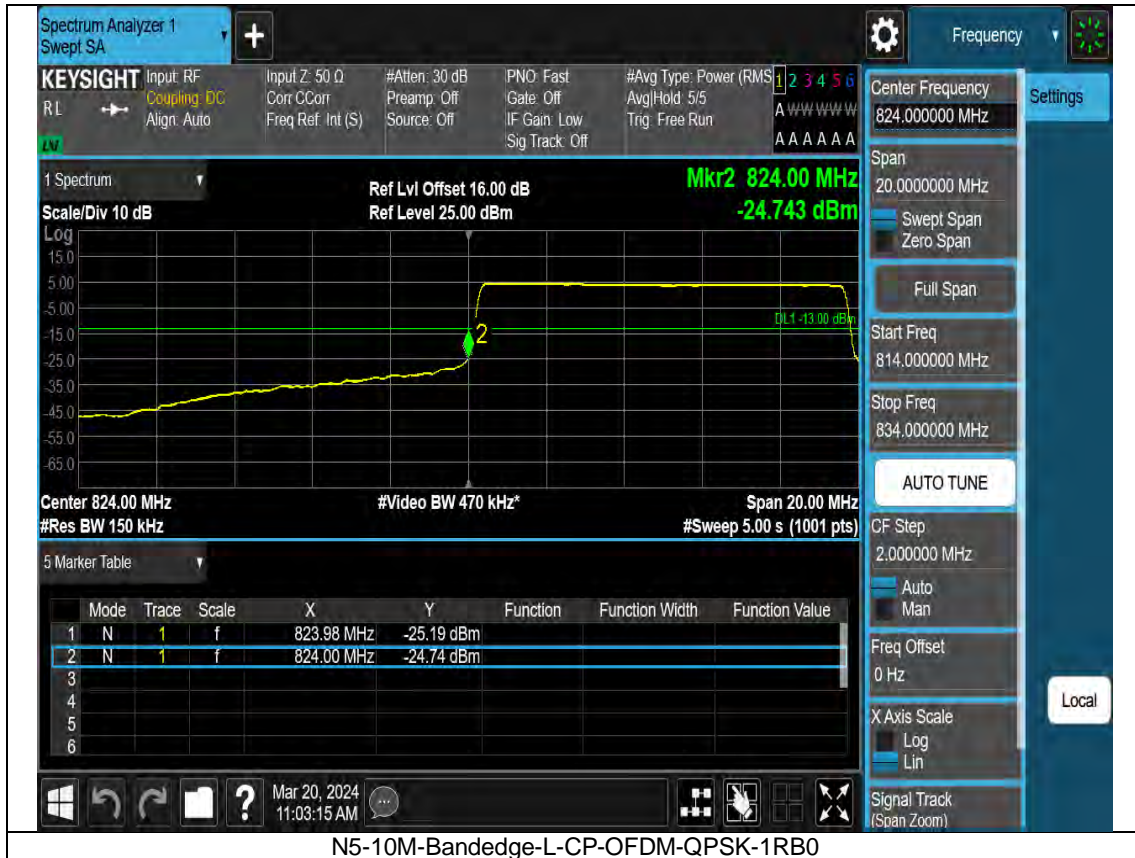 Spectrum Analyzer 1
Swept SA
+
Frequency
KEYSIGHT
Input: RF
Coupling: DC
Align: Auto
Input Z: 50 Ω
Corr CCorr
Freq Ref: Int (S)
#Atten: 30 dB
Preamp: Off
Source: Off
PNO: Fast
Gate: Off
IF Gain: Low
Sig Track: Off
#Avg Type: Power (RMS
Avg|Hold: 5/5
Trig: Free Run
1 2 3 4 5 6
A W W W W W
A A A A A A
R L
LXI
1 Spectrum
Scale/Div 10 dB
Ref Lvl Offset 16.00 dB
Ref Level 25.00 dBm
Mkr2 824.00 MHz
-24.743 dBm
Log
15.0
5.00
-5.00
-15.0
-25.0
-35.0
-45.0
-55.0
-65.0
2
DL1 -13.00 dBm
Center 824.00 MHz
#Video BW 470 kHz*
Span 20.00 MHz
#Res BW 150 kHz
#Sweep 5.00 s (1001 pts)
5 Marker Table
Mode Trace Scale X Y Function Function Width Function Value
1 N 1 f 823.98 MHz -25.19 dBm
2 N 1 f 824.00 MHz -24.74 dBm
3
4
5
6
Center Frequency
824.000000 MHz
Settings
Span
20.0000000 MHz
Swept Span
Zero Span
Full Span
Start Freq
814.000000 MHz
Stop Freq
834.000000 MHz
AUTO TUNE
CF Step
2.000000 MHz
Auto
Man
Freq Offset
0 Hz
X Axis Scale
Log
Lin
Signal Track
(Span Zoom)
Local
?
Mar 20, 2024
11:03:15 AM
N5-10M-Bandedge-L-CP-OFDM-QPSK-1RB0